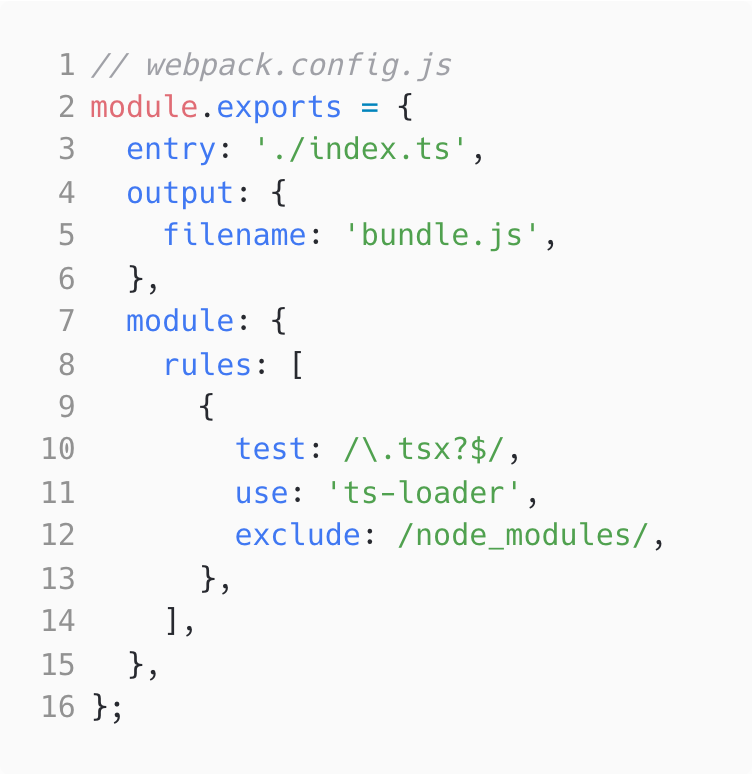 1 // webpack.config.js
2 module.exports = {
3   entry: './index.ts',
4   output: {
5     filename: 'bundle.js',
6   },
7   module: {
8     rules: [
9       {
10         test: /\.tsx?$/,
11         use: 'ts-loader',
12         exclude: /node_modules/,
13       },
14     ],
15   },
16 };